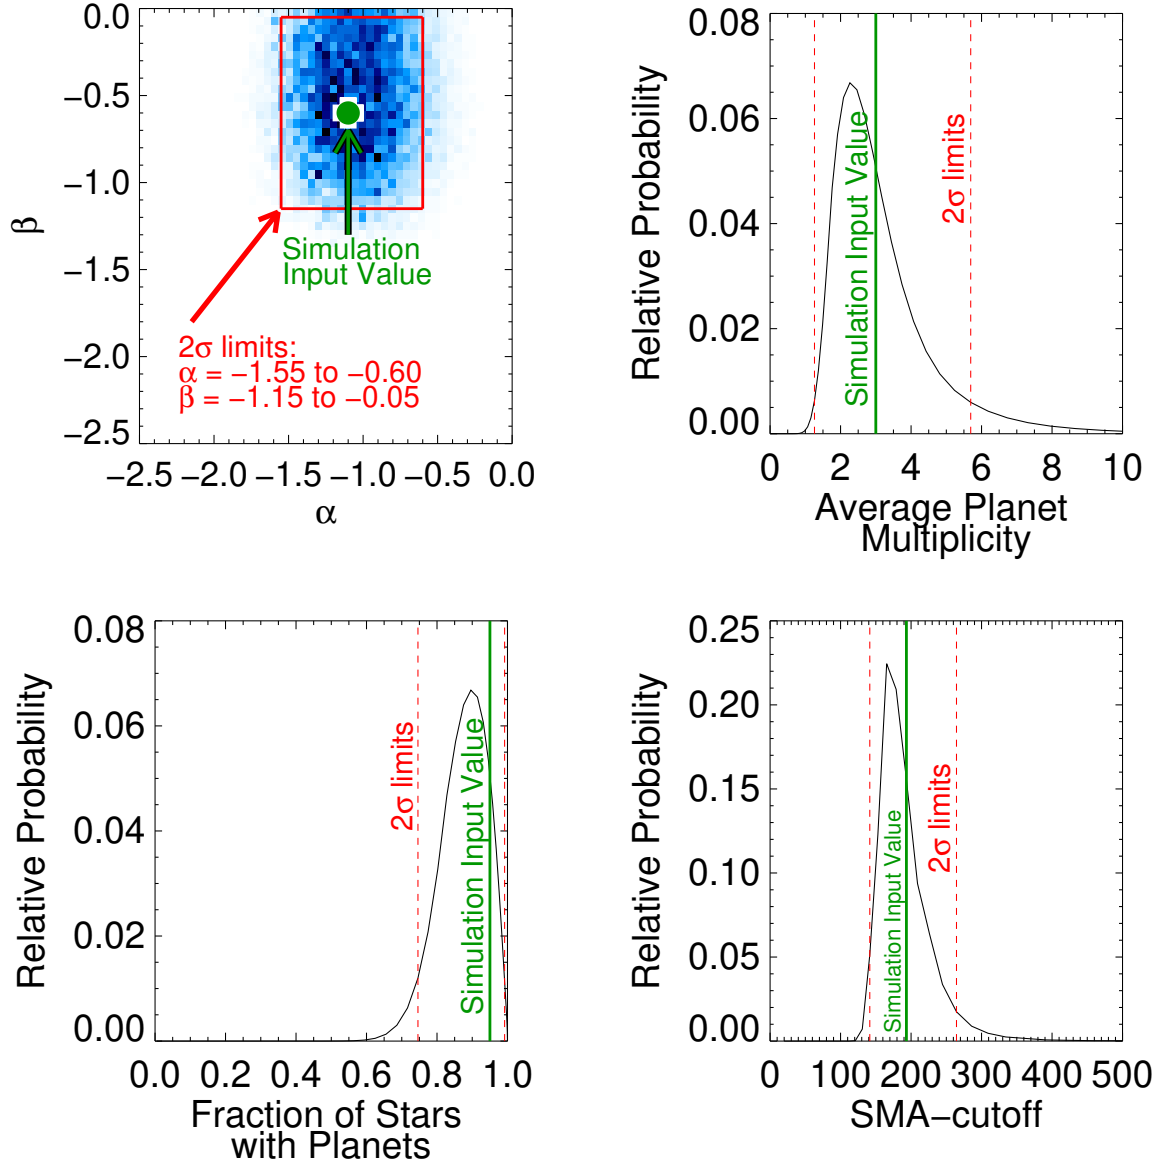 0.0
−0.5
−1.0
−1.5
−2.0
−2.5
β
Simulation
Input Value
2σ limits:
α = −1.55 to −0.60
β = −1.15 to −0.05
−2.5 −2.0 −1.5 −1.0 −0.5 0.0
α
0.08
0.06
0.04
0.02
0.00
Relative Probability
Simulation Input Value
2σ limits
0 2 4 6 8 10
Average Planet
Multiplicity
0.08
0.06
0.04
0.02
0.00
Relative Probability
2σ limits
Simulation Input Value
0.0 0.2 0.4 0.6 0.8 1.0
Fraction of Stars
with Planets
0.25
0.20
0.15
0.10
0.05
0.00
Relative Probability
Simulation Input Value
2σ limits
0 100 200 300 400 500
SMA−cutoff